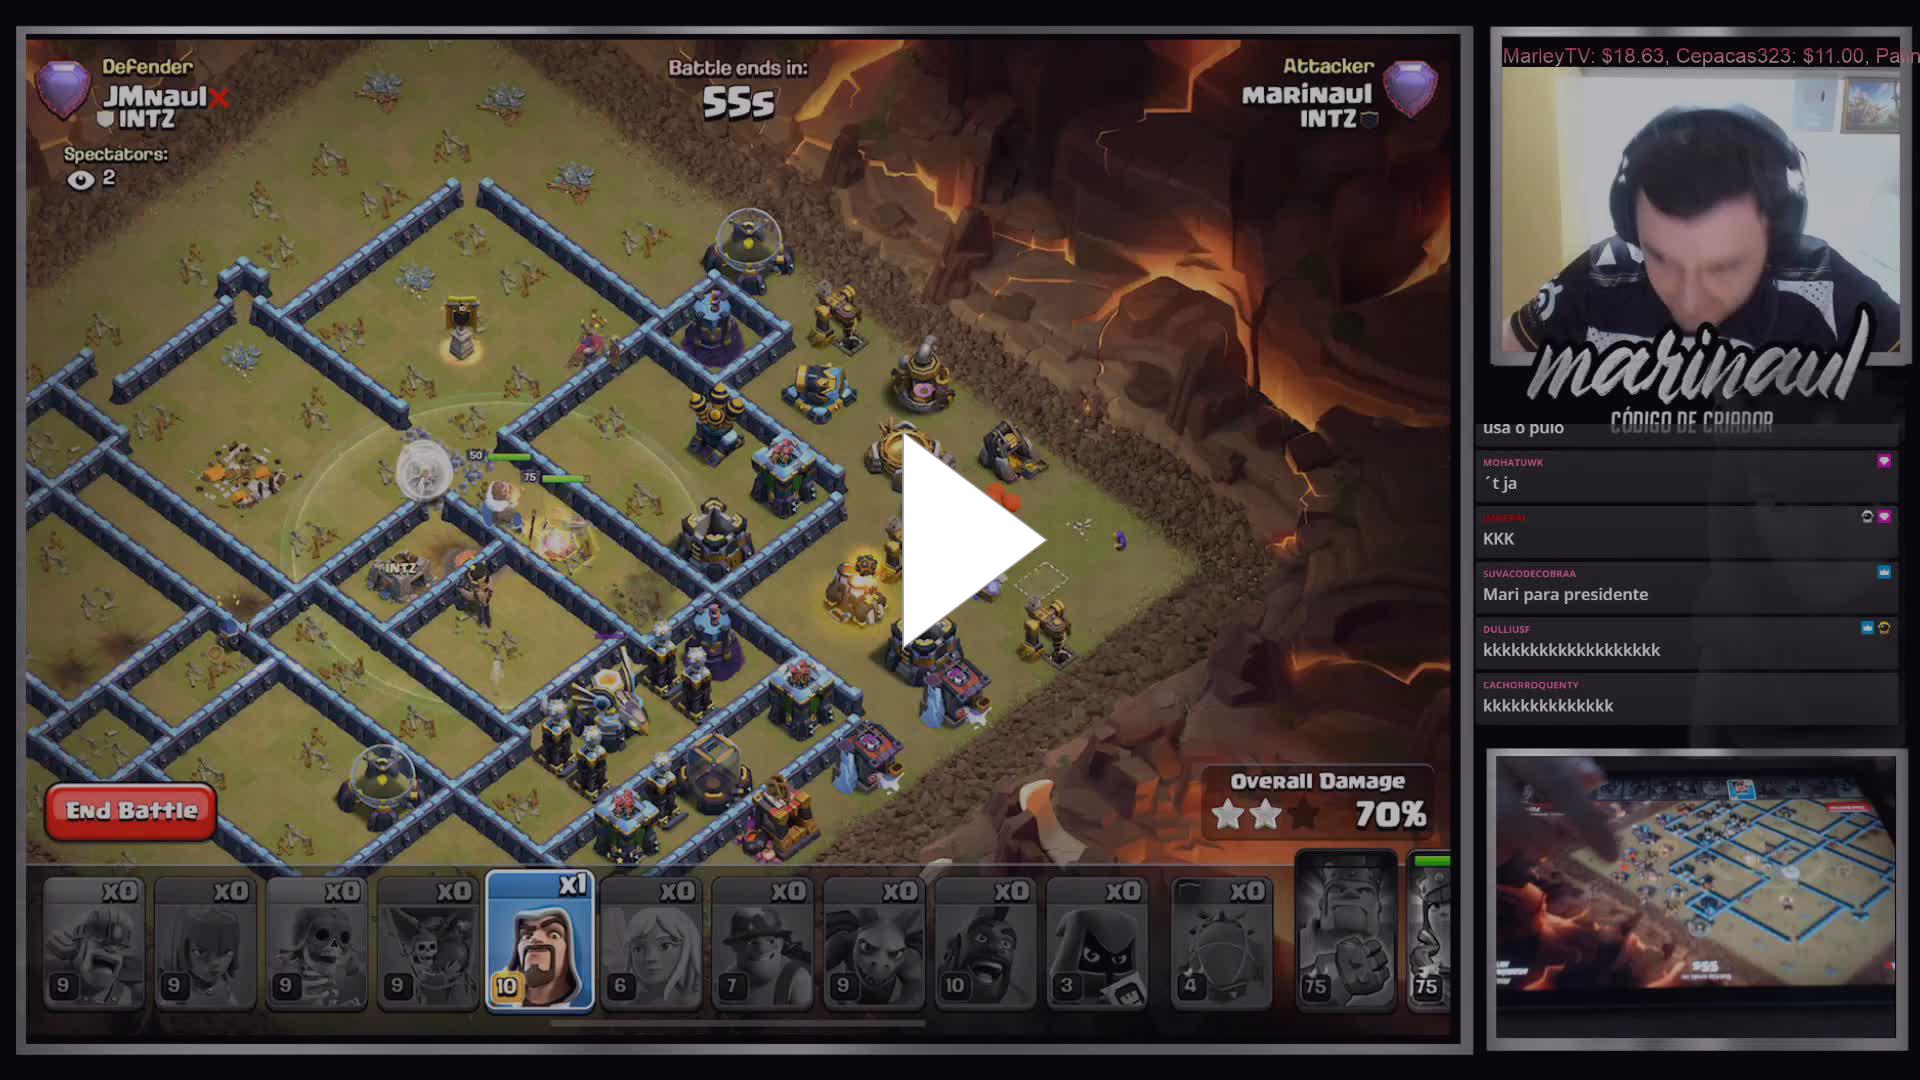 Defender
JMnaul
INTZ
Spectators:
2
Battle ends in:
55s
Attacker
MARiNAUl
INTZ
MarleyTV: $18.63, Cepacas323: $11.00,
marinaul
CÓDIGO DE CRIADOR
usa o pulo
MOHATUWK
´t ja
KKK
SUVACODECOBRAA
Mari para presidente
DULLIUSF
kkkkkkkkkkkkkkkkkkk
CACHORROQUENTY
kkkkkkkkkkkkkk
50
75
INTZ
End Battle
Overall Damage
70%
x0 x0 x0 x0 x1 x0 x0 x0 x0 x0 x0
9 9 9 9 10 6 7 9 10 3 4 75 75